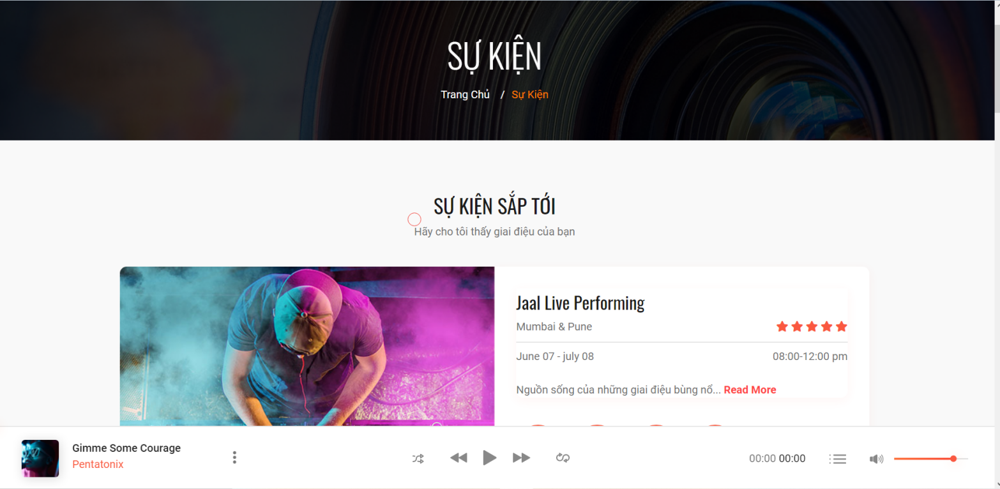 SỰ KIỆN
Trang Chủ / Sự Kiện
SỰ KIỆN SẮP TỚI
Hãy cho tôi thấy giai điệu của bạn
Jaal Live Performing
Mumbai & Pune
June 07 - july 08 08:00-12:00 pm
Nguồn sống của những giai điệu bùng nổ... Read More
Gimme Some Courage
Pentatonix
00:00 00:00